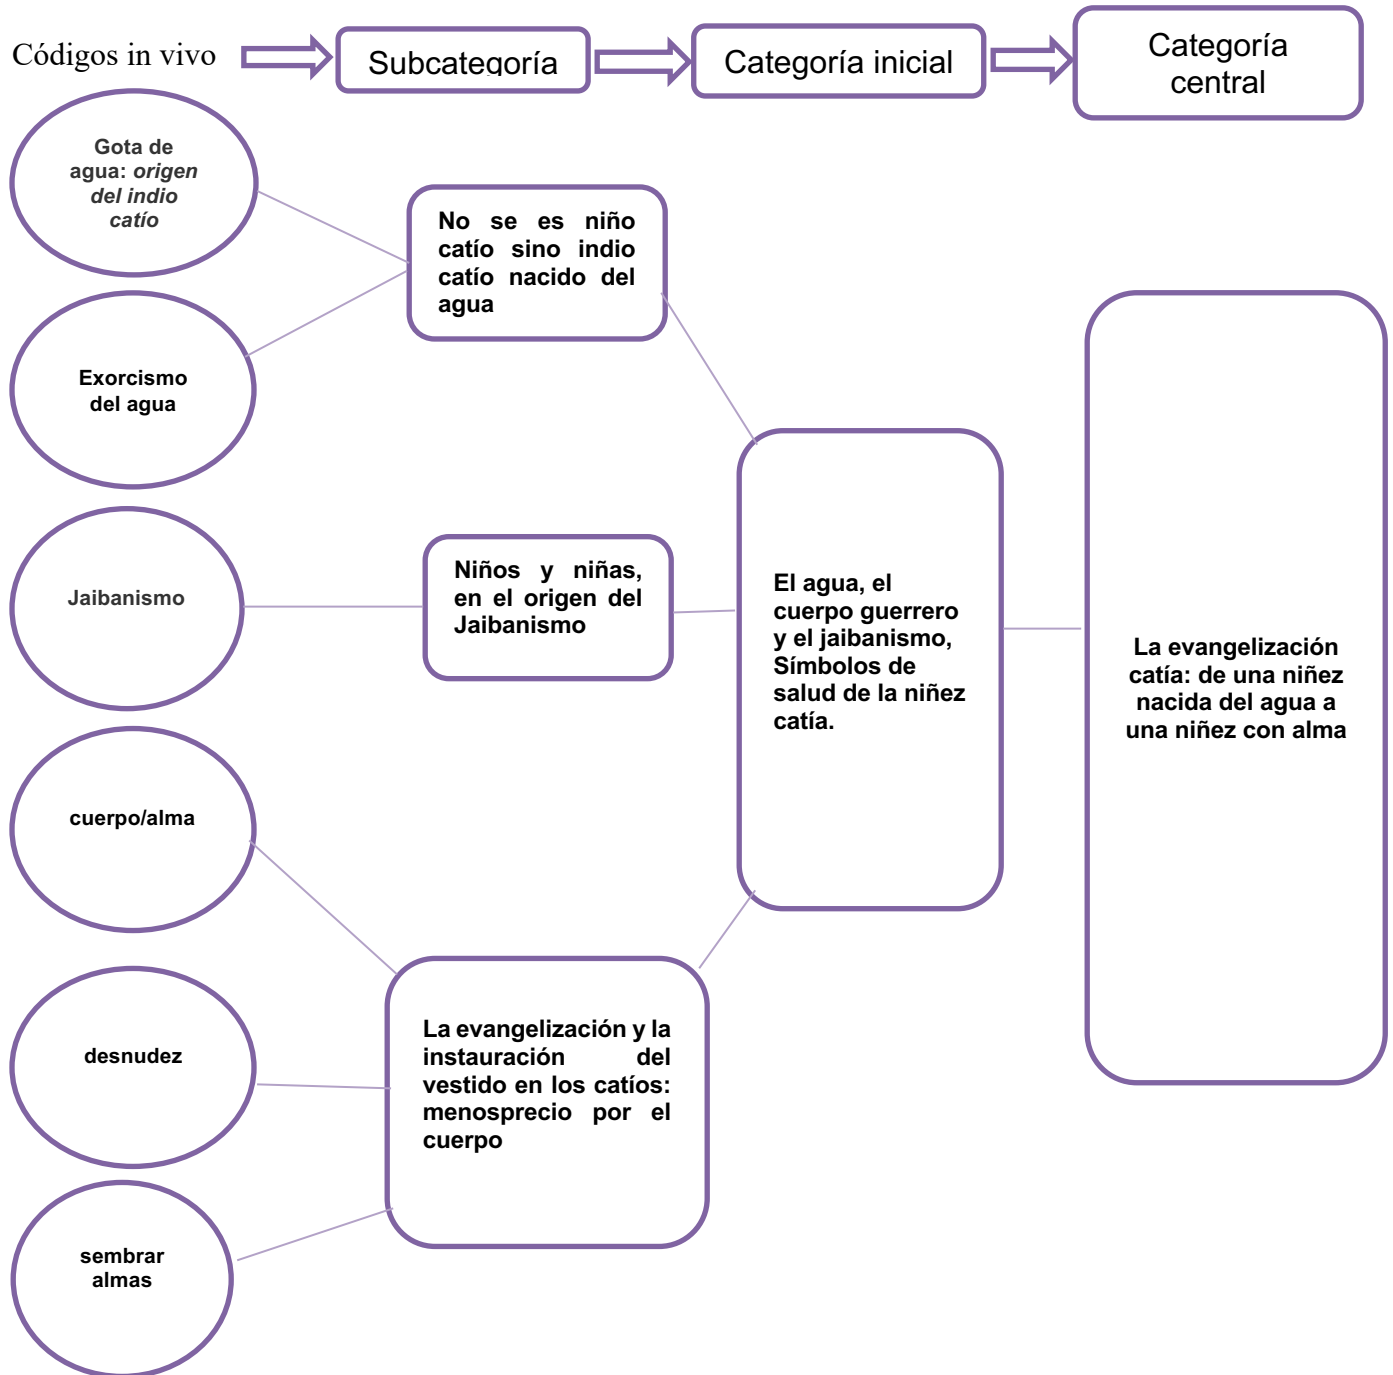 Códigos in vivo
Subcategoría
Categoría inicial
Categoría
central
Gota de
agua: origen
del indio
catío
No se es niño
catío sino indio
catío nacido del
agua
Exorcismo
del agua
Jaibanismo
Niños y niñas,
en el origen del
Jaibanismo
El agua, el
cuerpo guerrero
y el jaibanismo,
Símbolos de
salud de la niñez
catía.
La evangelización
catía: de una niñez
nacida del agua a
una niñez con alma
cuerpo/alma
desnudez
La evangelización y la
instauración del
vestido en los catíos:
menosprecio por el
cuerpo
sembrar
almas